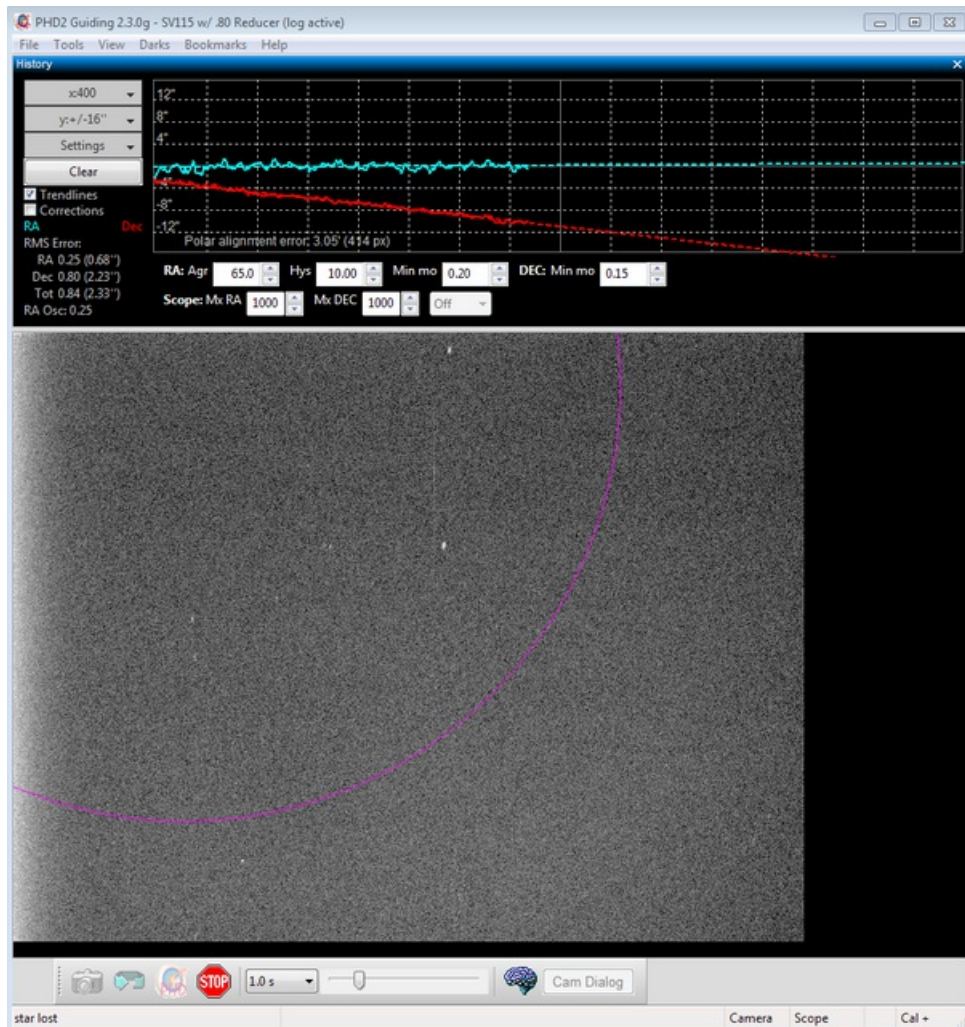 PHD2 Guiding 2.3.0g - SV115 w/ .80 Reducer (log active)
File Tools View Darks Bookmarks Help
History
x:400
y:+/-16"
Settings
Clear
Trendlines
Corrections
RA Dec
RMS Error:
RA 0.25 (0.68")
Dec 0.80 (2.23")
Tot 0.84 (2.33")
RA Osc: 0.25
12"
8"
4"
-4"
-8"
-12"
Polar alignment error: 3.05' (414 px)
RA: Agr 65.0 Hys 10.00 Min mo 0.20 DEC: Min mo 0.15
Scope: Mx RA 1000 Mx DEC 1000 Off
STOP 1.0 s Cam Dialog
star lost Camera Scope Cal +